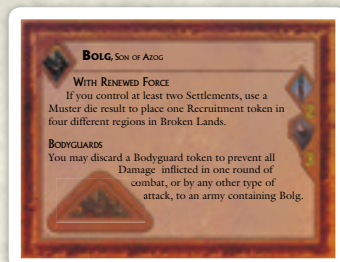 BOLG, SON OF AZOG
WITH RENEWED FORCE
If you control at least two Settlements, use a
Muster die result to place one Recruitment token in
four different regions in Broken Lands.
2
3
BODYGUARDS
You may discard a Bodyguard token to prevent all
Damage inflicted in one round of
combat, or by any other type of
attack, to an army containing Bolg.